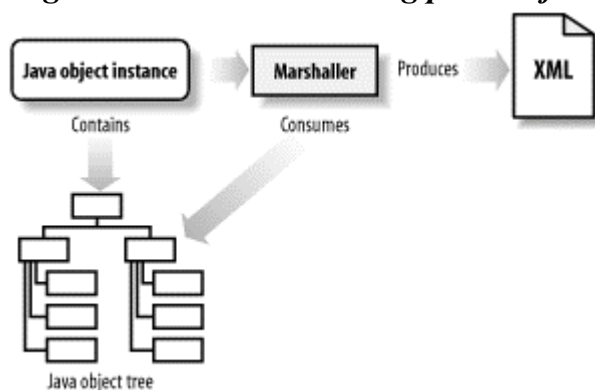 Java object instance
Marshaller
Produces
XML
Contains
Consumes
Java object tree